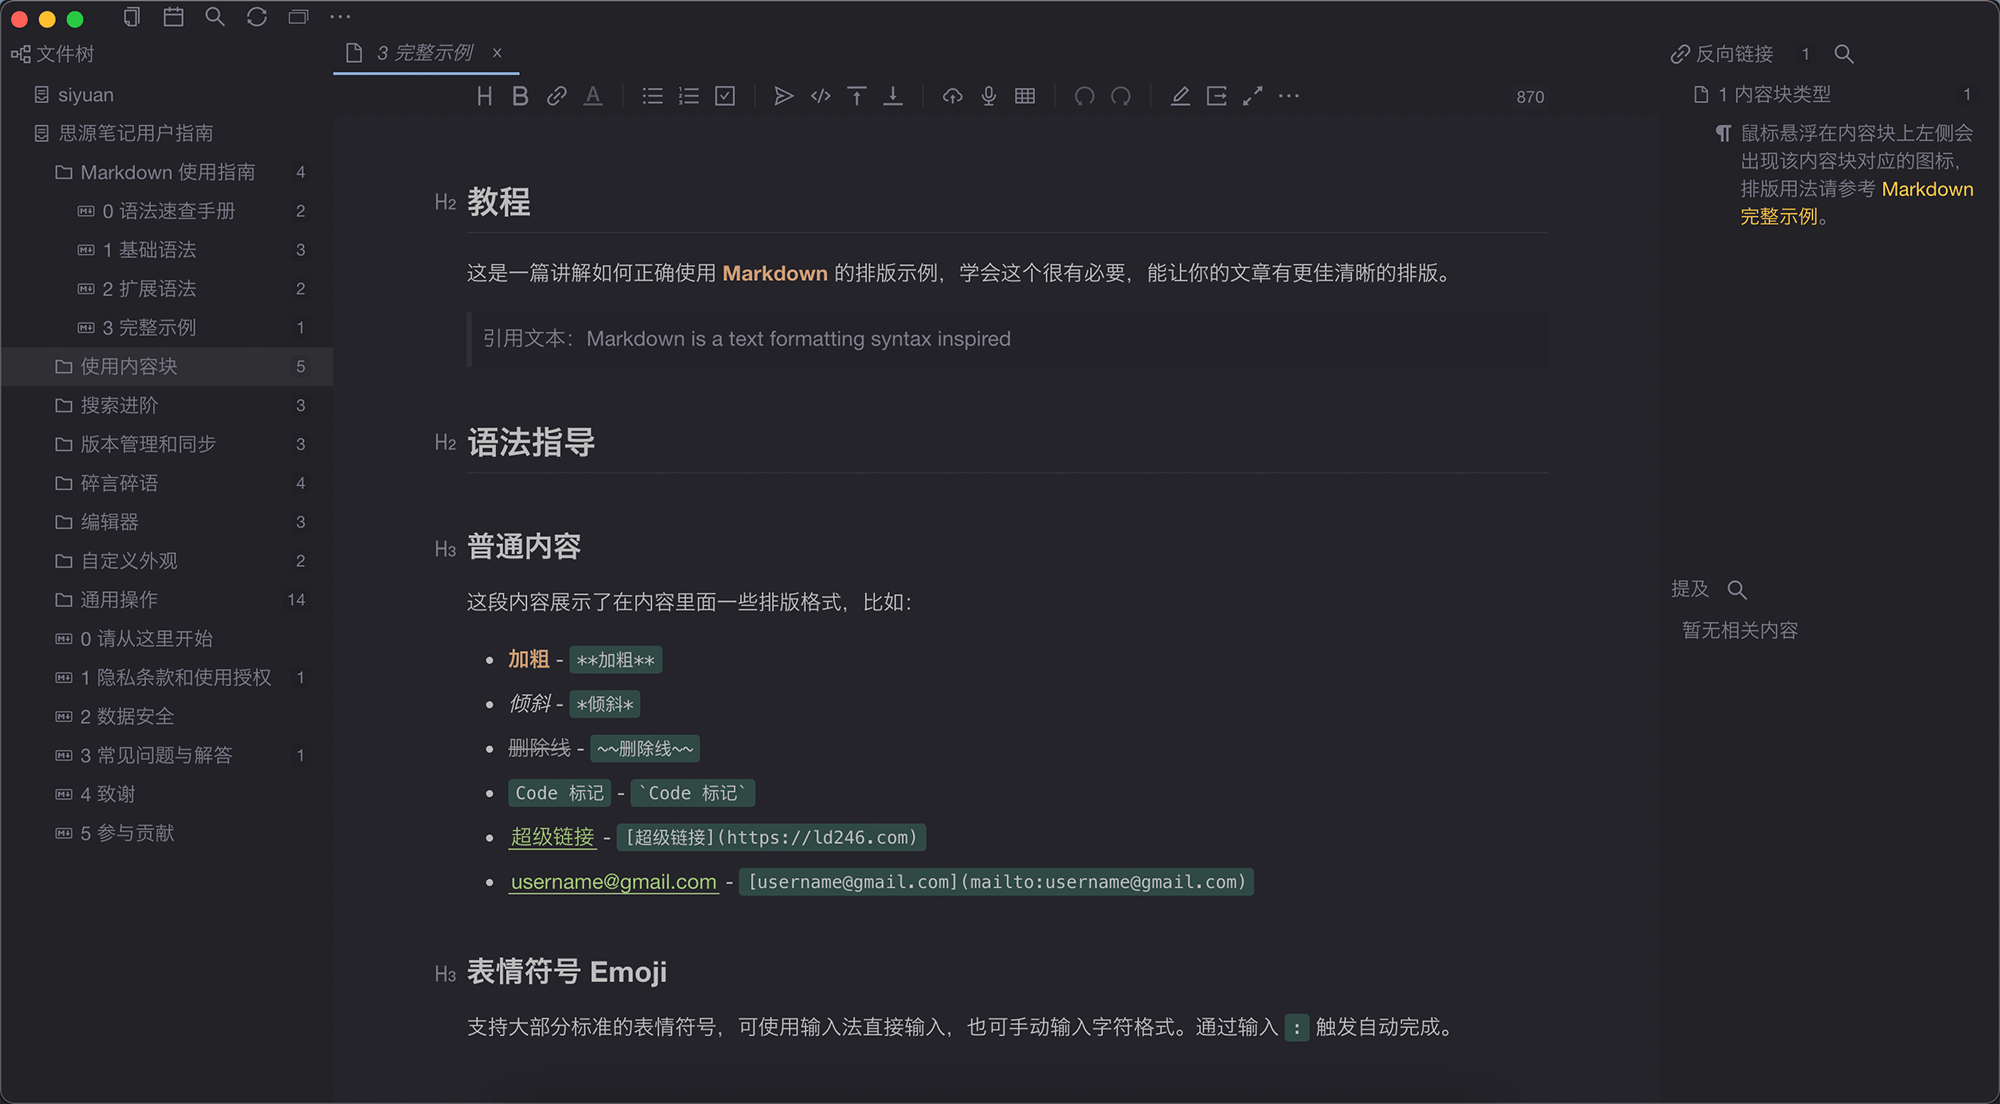 文件树
siyuan
思源笔记用户指南
Markdown 使用指南 4
0 语法速查手册 2
1 基础语法 3
2 扩展语法 2
3 完整示例 1
使用内容块 5
搜索进阶 3
版本管理和同步 3
碎言碎语 4
编辑器 3
自定义外观 2
通用操作 14
0 请从这里开始
1 隐私条款和使用授权 1
2 数据安全
3 常见问题与解答 1
4 致谢
5 参与贡献
3 完整示例 ×
870
H2 教程
这是一篇讲解如何正确使用 Markdown 的排版示例，学会这个很有必要，能让你的文章有更佳清晰的排版。
引用文本：Markdown is a text formatting syntax inspired
H2 语法指导
H3 普通内容
这段内容展示了在内容里面一些排版格式，比如：
加粗 - **加粗**
倾斜 - *倾斜*
删除线 - ~~删除线~~
Code 标记 - `Code 标记`
超级链接 - [超级链接](https://ld246.com)
username@gmail.com - [username@gmail.com](mailto:username@gmail.com)
H3 表情符号 Emoji
支持大部分标准的表情符号，可使用输入法直接输入，也可手动输入字符格式。通过输入 : 触发自动完成。
反向链接 1
1 内容块类型 1
鼠标悬浮在内容块上左侧会
出现该内容块对应的图标，
排版用法请参考 Markdown
完整示例。
提及
暂无相关内容